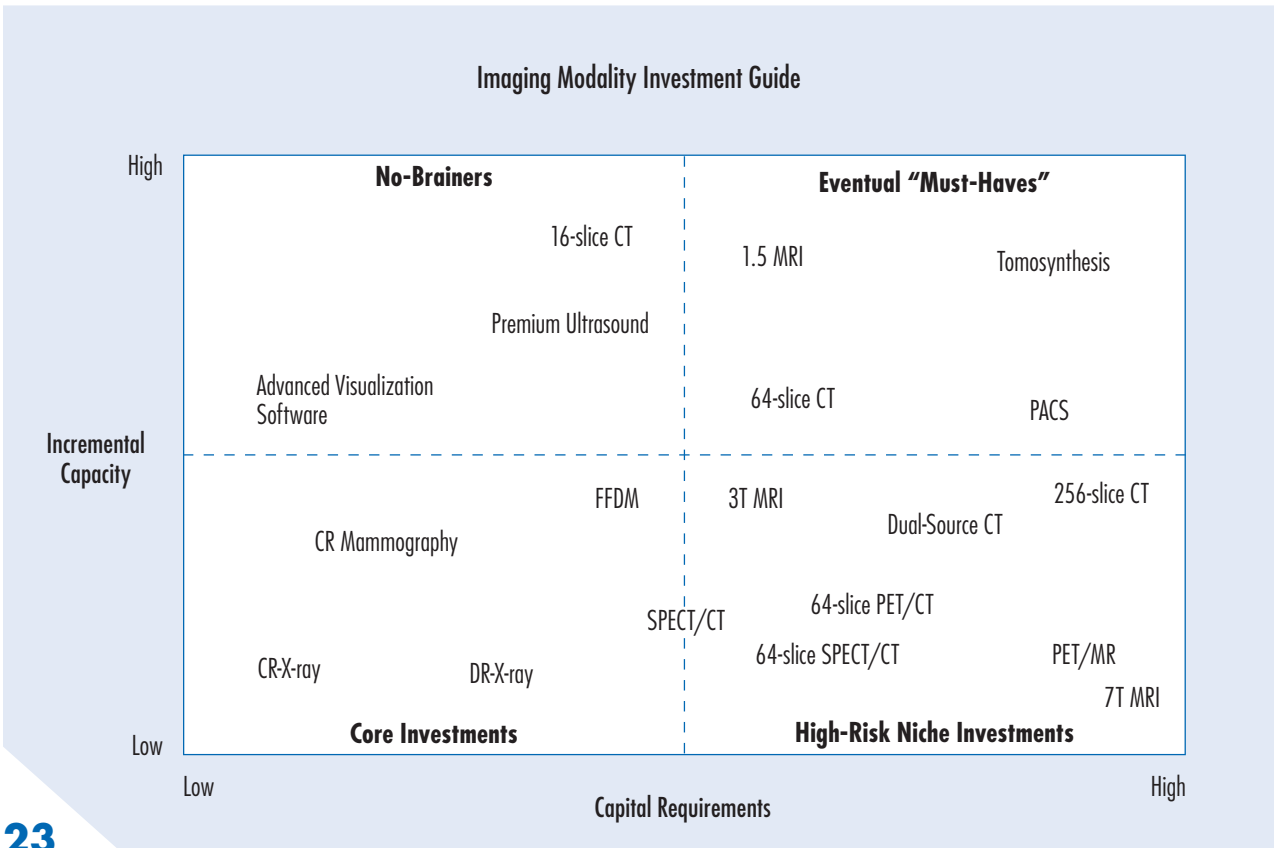 Imaging Modality Investment Guide
High
No-Brainers
Eventual “Must-Haves”
16-slice CT
1.5 MRI
Tomosynthesis
Premium Ultrasound
Advanced Visualization
Software
64-slice CT
PACS
Incremental
Capacity
FFDM
3T MRI
256-slice CT
Dual-Source CT
CR Mammography
64-slice PET/CT
SPECT/CT
64-slice SPECT/CT
PET/MR
CR-X-ray
DR-X-ray
7T MRI
Core Investments
High-Risk Niche Investments
Low
Low
High
Capital Requirements
23